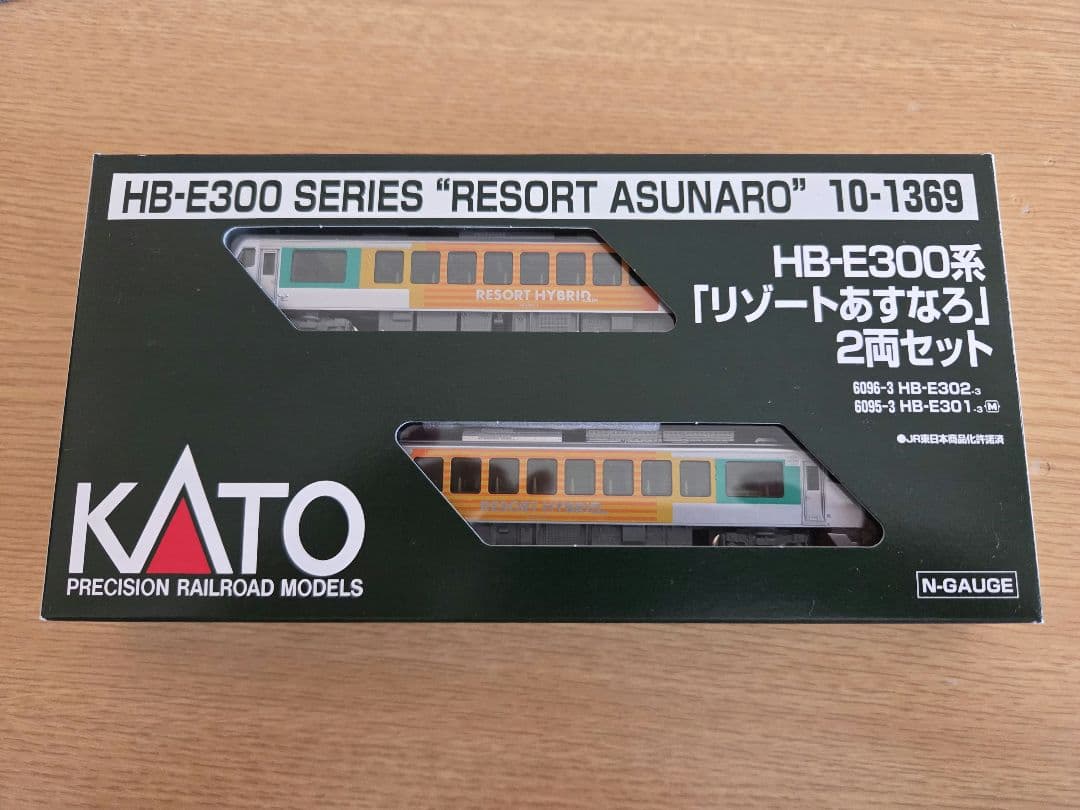 HB-E300 SERIES “RESORT ASUNARO” 10-1369
RESORT HYBRID
HB-E300系
「リゾートあすなろ」
2両セット
6096-3 HB-E302-3
6095-3 HB-E301-3 M
●JR東日本商品化許諾済
RESORT HYBRID
KATO
PRECISION RAILROAD MODELS
N-GAUGE